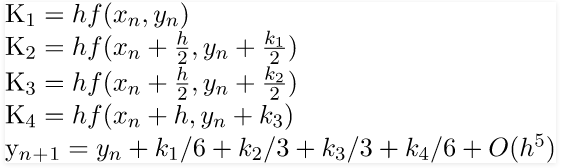 K₁ = hf(xₙ, yₙ)
K₂ = hf(xₙ + h/2, yₙ + k₁/2)
K₃ = hf(xₙ + h/2, yₙ + k₂/2)
K₄ = hf(xₙ + h, yₙ + k₃)
yₙ₊₁ = yₙ + k₁/6 + k₂/3 + k₃/3 + k₄/6 + O(h⁵)